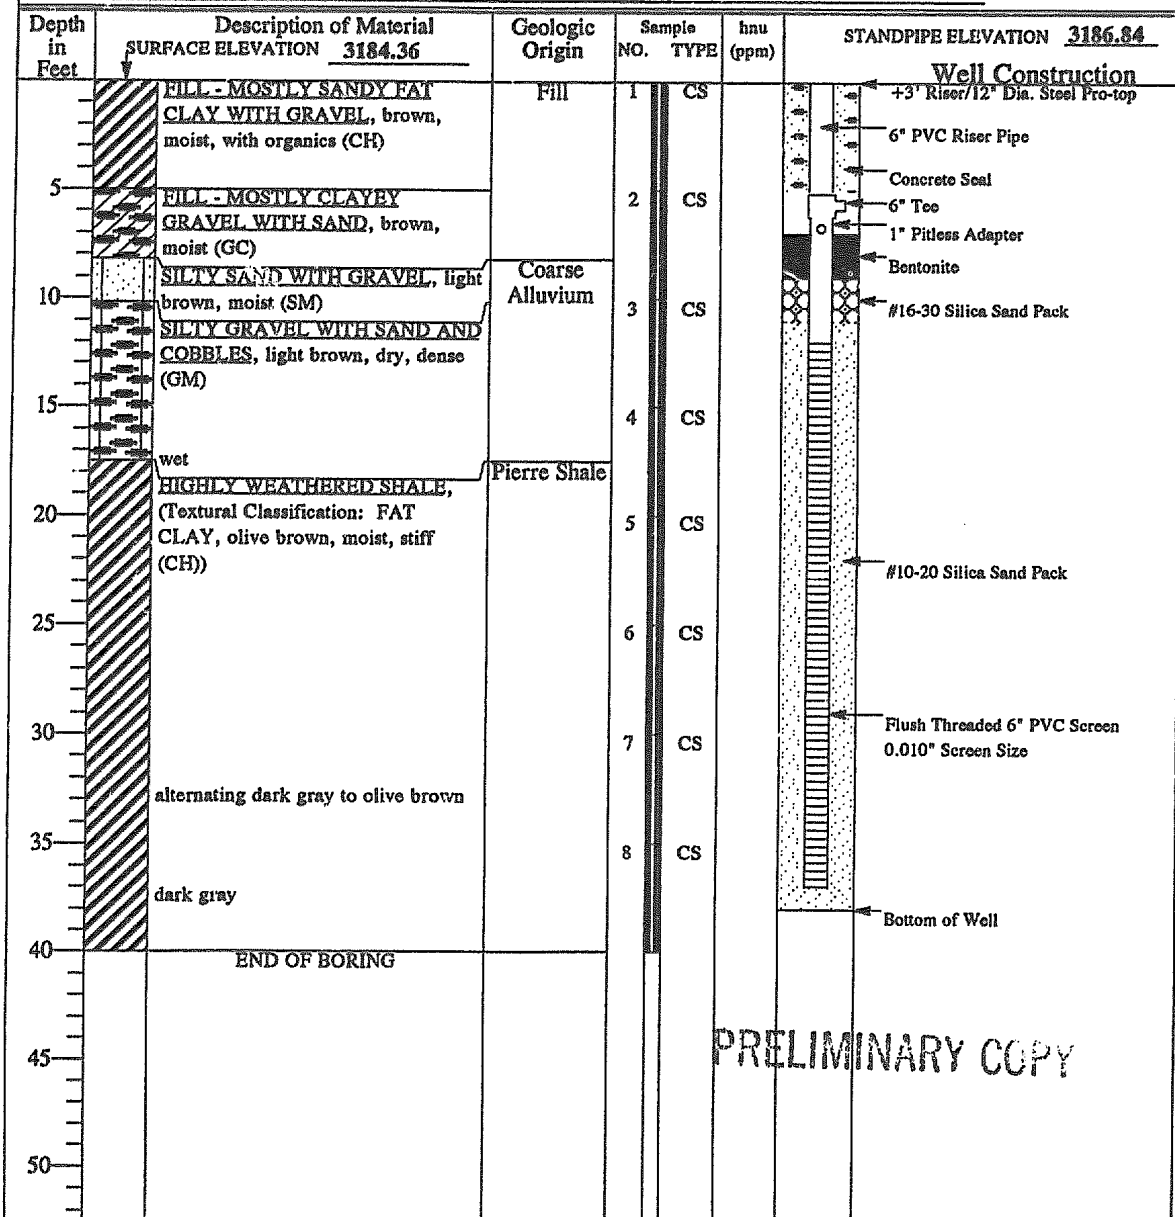 Depth in Feet
Description of Material
SURFACE ELEVATION 3184.36
Geologic Origin
Sample
NO. TYPE
hnu (ppm)
STANDPIPE ELEVATION 3186.84
Well Construction
FILL - MOSTLY SANDY FAT
CLAY WITH GRAVEL, brown,
moist, with organics (CH)
Fill
1 CS
+3' Riser/12" Dia. Steel Pro-top
6" PVC Riser Pipe
Concrete Seal
5
FILL - MOSTLY CLAYEY
GRAVEL WITH SAND, brown,
moist (GC)
2 CS
6" Tee
1" Pitless Adapter
Bentonite
SILTY SAND WITH GRAVEL, light
brown, moist (SM)
Coarse
Alluvium
10
3 CS
#16-30 Silica Sand Pack
SILTY GRAVEL WITH SAND AND
COBBLES, light brown, dry, dense
(GM)
15
4 CS
wet
Pierre Shale
HIGHLY WEATHERED SHALE,
(Textural Classification: FAT
CLAY, olive brown, moist, stiff
(CH))
20
5 CS
#10-20 Silica Sand Pack
25
6 CS
30
7 CS
Flush Threaded 6" PVC Screen
0.010" Screen Size
alternating dark gray to olive brown
35
8 CS
dark gray
Bottom of Well
40
END OF BORING
45
PRELIMINARY COPY
50